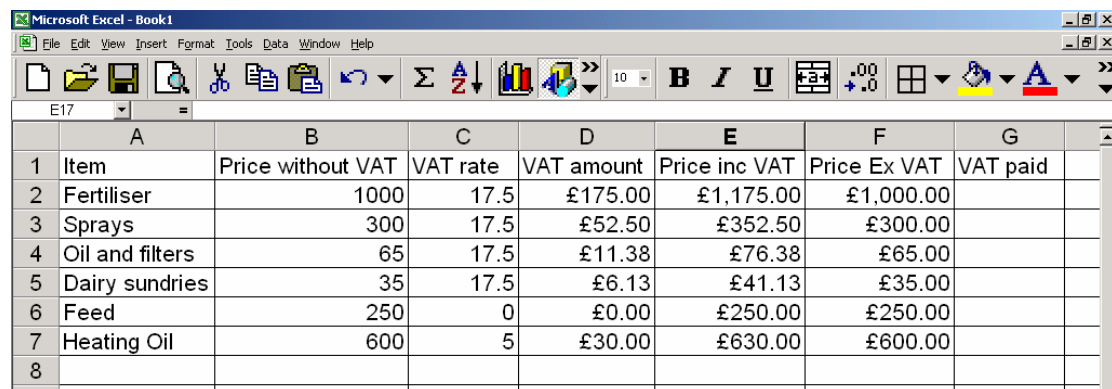 Microsoft Excel - Book1
File Edit View Insert Format Tools Data Window Help
Σ A Z 10 B I U a .00 .0 A
E17 =
A B C D E F G
1 Item Price without VAT VAT rate VAT amount Price inc VAT Price Ex VAT VAT paid
2 Fertiliser 1000 17.5 £175.00 £1,175.00 £1,000.00
3 Sprays 300 17.5 £52.50 £352.50 £300.00
4 Oil and filters 65 17.5 £11.38 £76.38 £65.00
5 Dairy sundries 35 17.5 £6.13 £41.13 £35.00
6 Feed 250 0 £0.00 £250.00 £250.00
7 Heating Oil 600 5 £30.00 £630.00 £600.00
8